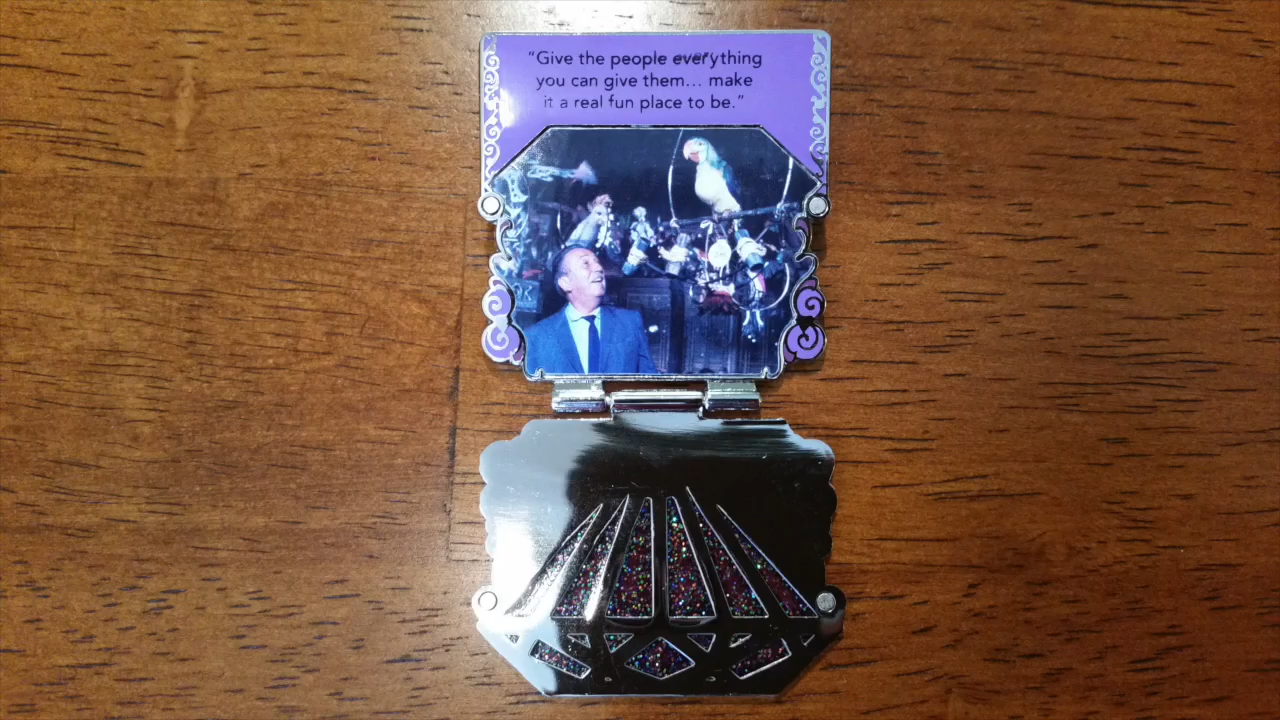 "Give the people everything
you can give them... make
it a real fun place to be."